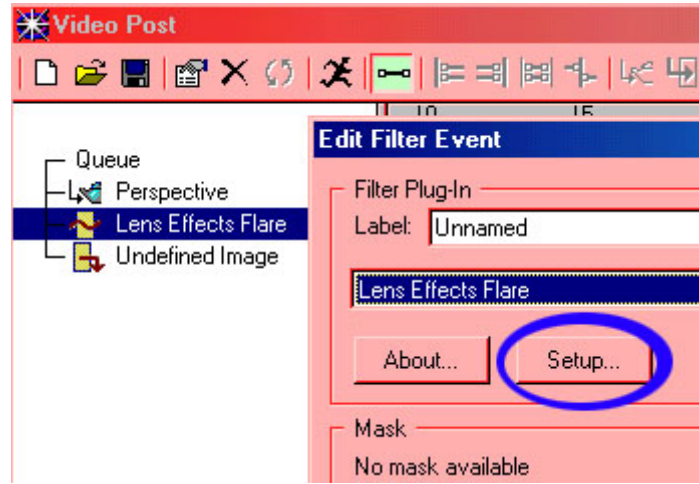 Video Post
10 15
Edit Filter Event
Queue
Perspective
Lens Effects Flare
Undefined Image
Filter Plug-In
Label: Unnamed
Lens Effects Flare
About... Setup...
Mask
No mask available